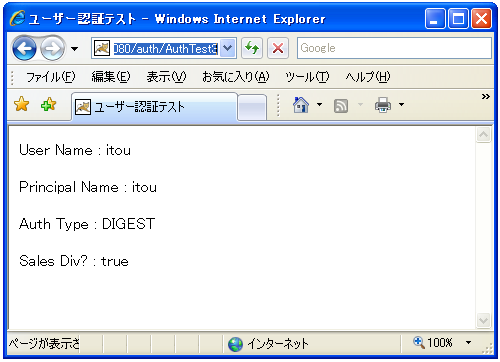 ユーザー認証テスト - Windows Internet Explorer
080/auth/AuthTest3
Google
ファイル(F) 編集(E) 表示(V) お気に入り(A) ツール(T) ヘルプ(H)
ユーザー認証テスト
User Name : itou
Principal Name : itou
Auth Type : DIGEST
Sales Div? : true
ページが表示さ インターネット 100%